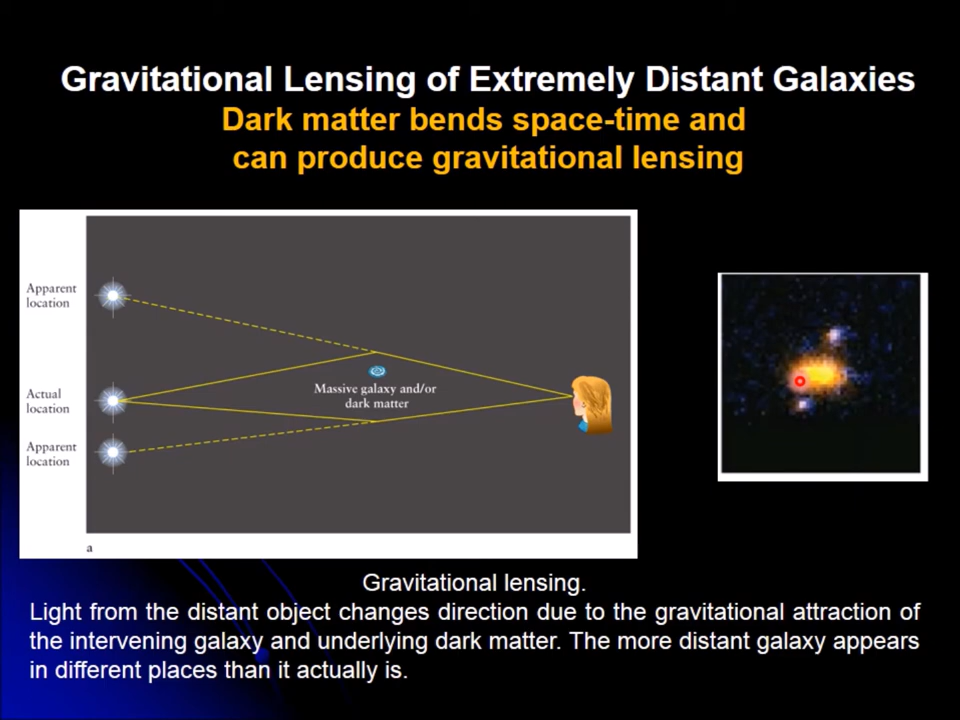 Gravitational Lensing of Extremely Distant Galaxies
Dark matter bends space-time and
can produce gravitational lensing
Apparent
location
Actual
location
Apparent
location
Massive galaxy and/or
dark matter
a
Gravitational lensing.
Light from the distant object changes direction due to the gravitational attraction of
the intervening galaxy and underlying dark matter. The more distant galaxy appears
in different places than it actually is.